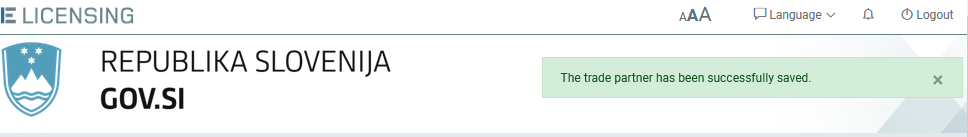 E LICENSING
AAA
Language
Logout
REPUBLIKA SLOVENIJA
GOV.SI
The trade partner has been successfully saved.
×